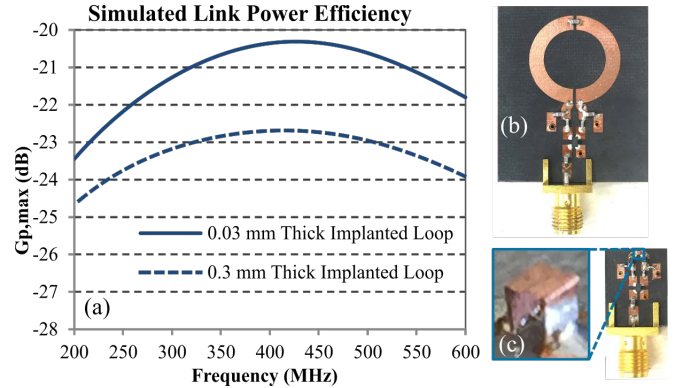 (a)
Simulated Link Power Efficiency
-20
-21
-22
-23
-24
-25
-26
-27
-28
Gp,max (dB)
0.03 mm Thick Implanted Loop
0.3 mm Thick Implanted Loop
(a)
200 250 300 350 400 450 500 550 600
Frequency (MHz)
(b)
(c)